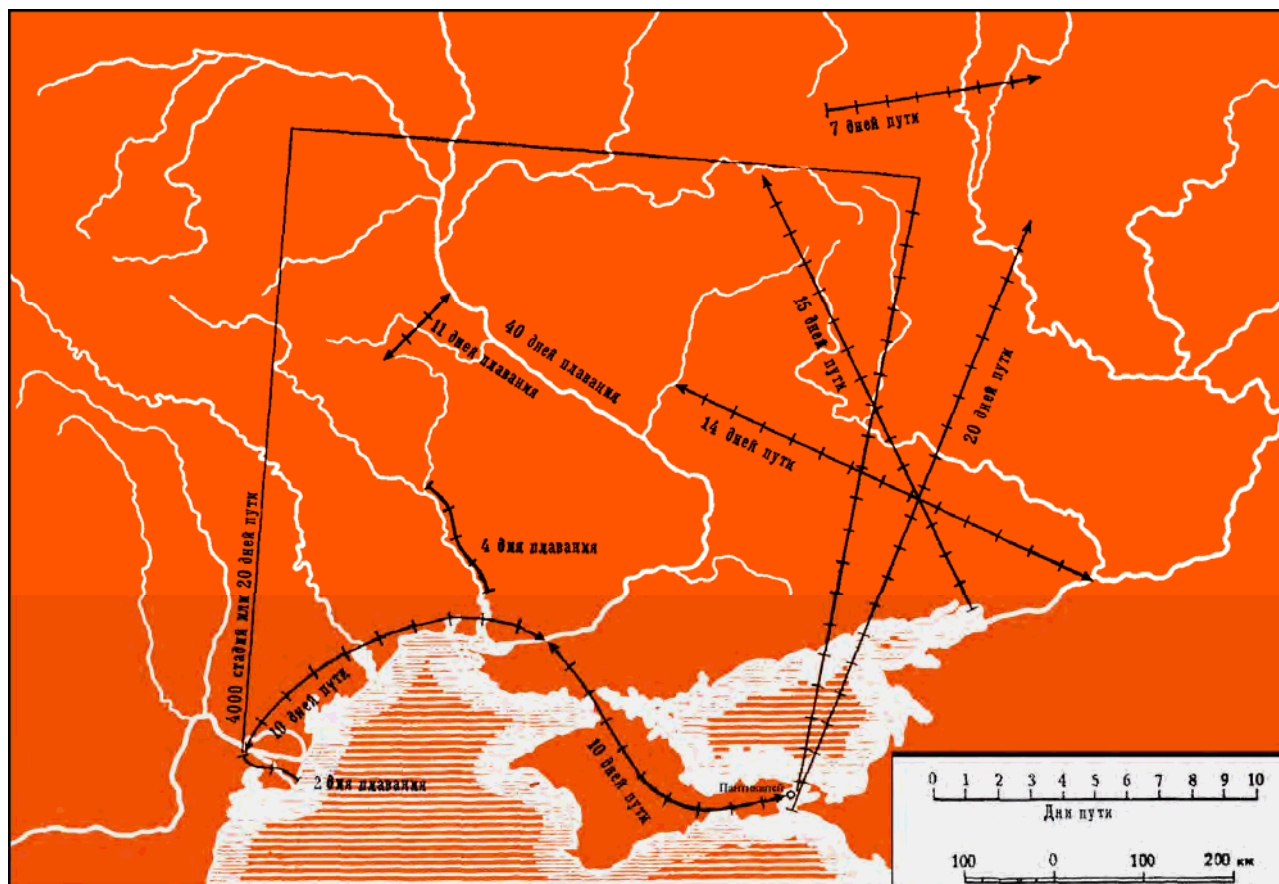 7 дней пути
15 дней пути
20 дней пути
40 дней плавания
11 дней плавания
14 дней пути
4 дня плавания
4000 стадий или 20 дней пути
10 дней пути
2 дня плавания
10 дней пути
Пантикапей
0 1 2 3 4 5 6 7 8 9 10
Дни пути
100 0 100 200 км